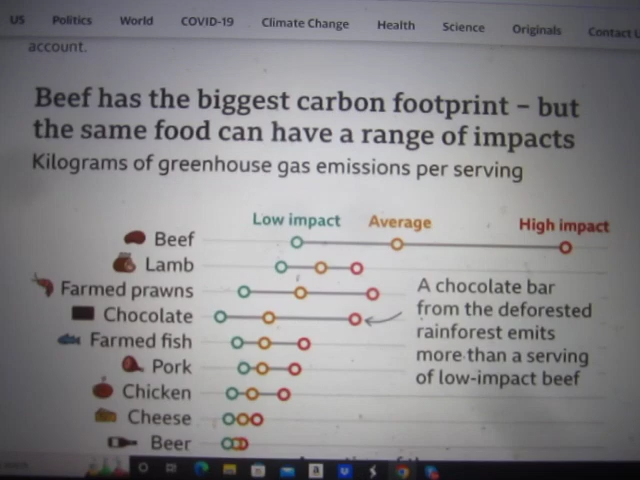 US Politics World COVID-19 Climate Change Health Science Originals Contact
account.
Beef has the biggest carbon footprint – but
the same food can have a range of impacts
Kilograms of greenhouse gas emissions per serving
Low impact Average High impact
Beef
Lamb
Farmed prawns
Chocolate
A chocolate bar
from the deforested
rainforest emits
more than a serving
of low-impact beef
Farmed fish
Pork
Chicken
Cheese
Beer